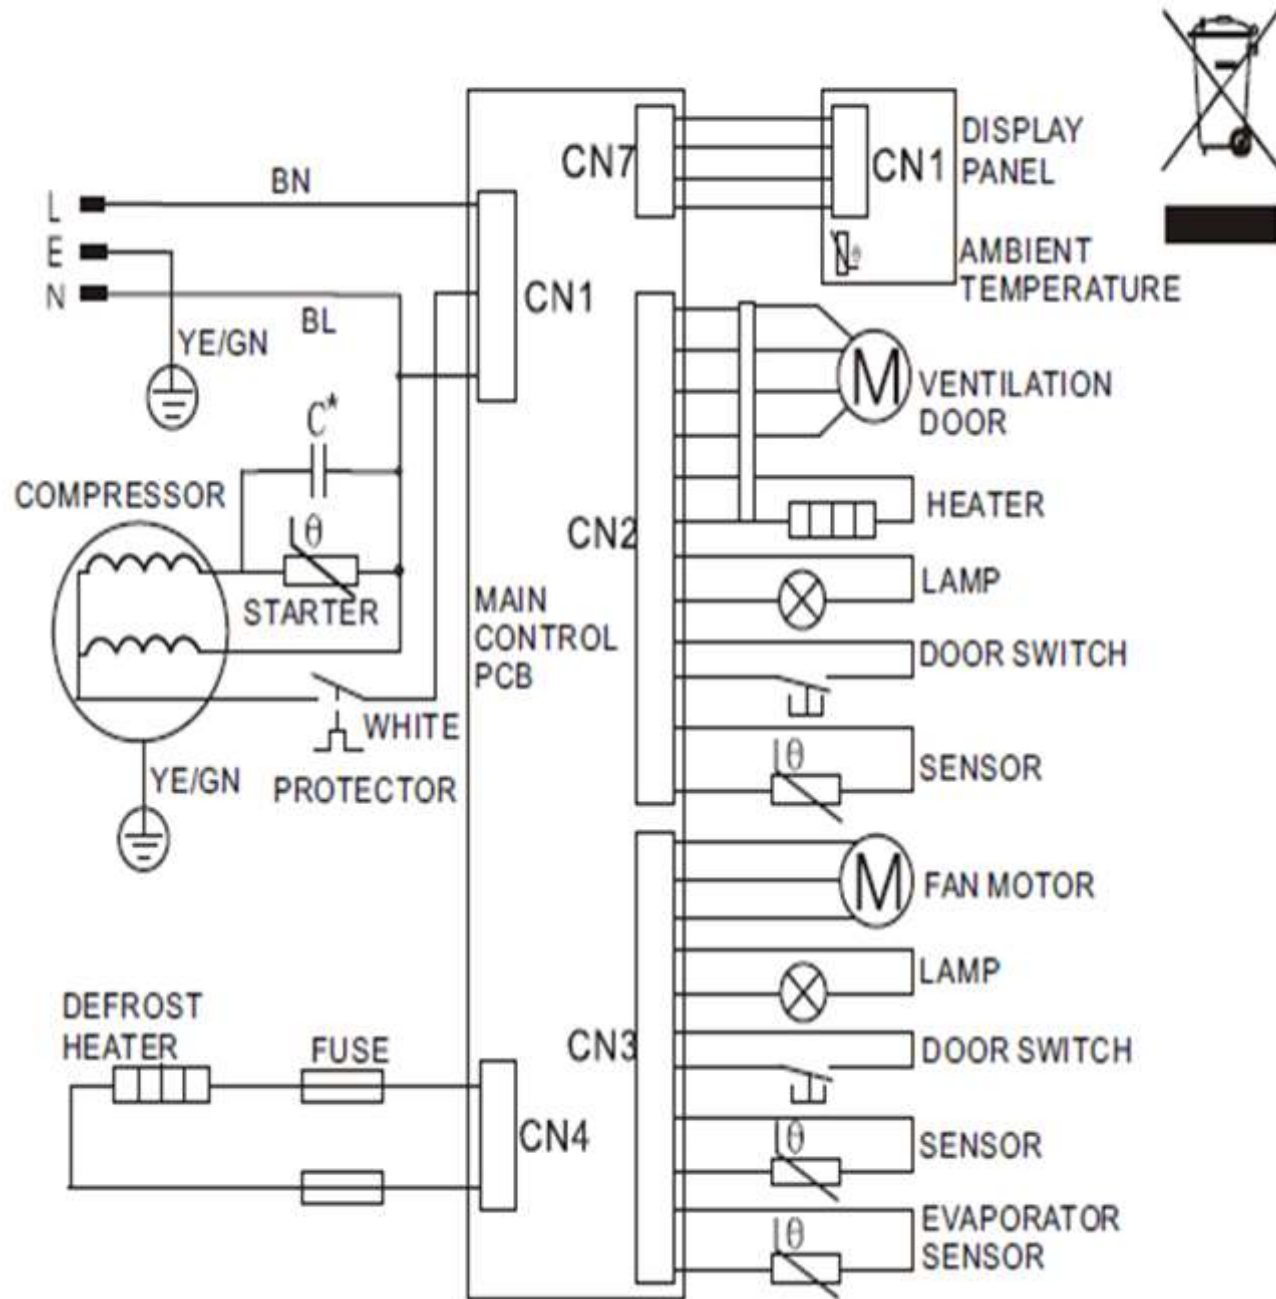 CN7
CN1
DISPLAY
PANEL
BN
L
E
N
CN1
AMBIENT
TEMPERATURE
θ
BL
YE/GN
M
VENTILATION
DOOR
C*
COMPRESSOR
HEATER
θ
CN2
STARTER
LAMP
MAIN
CONTROL
PCB
DOOR SWITCH
WHITE
PROTECTOR
YE/GN
θ
SENSOR
M
FAN MOTOR
LAMP
DEFROST
HEATER
FUSE
CN3
DOOR SWITCH
CN4
θ
SENSOR
θ
EVAPORATOR
SENSOR